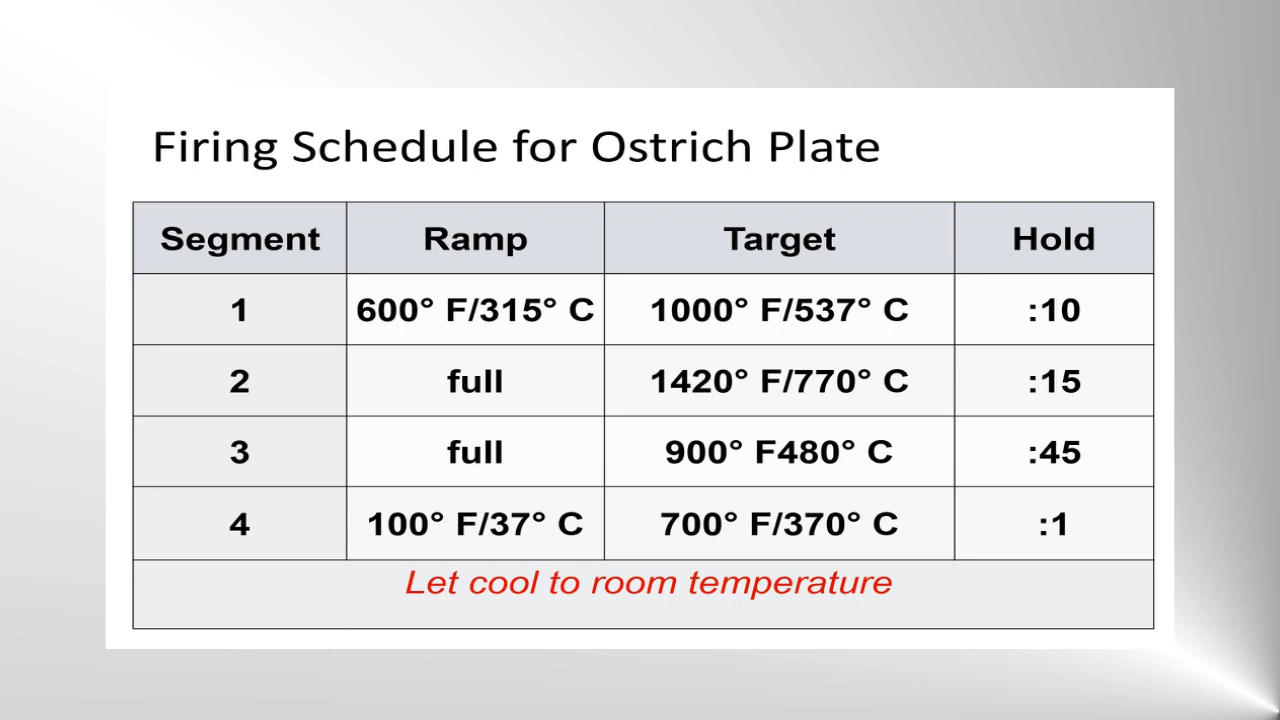 Firing Schedule for Ostrich Plate
Segment Ramp Target Hold
1 600° F/315° C 1000° F/537° C :10
2 full 1420° F/770° C :15
3 full 900° F480° C :45
4 100° F/37° C 700° F/370° C :1
Let cool to room temperature